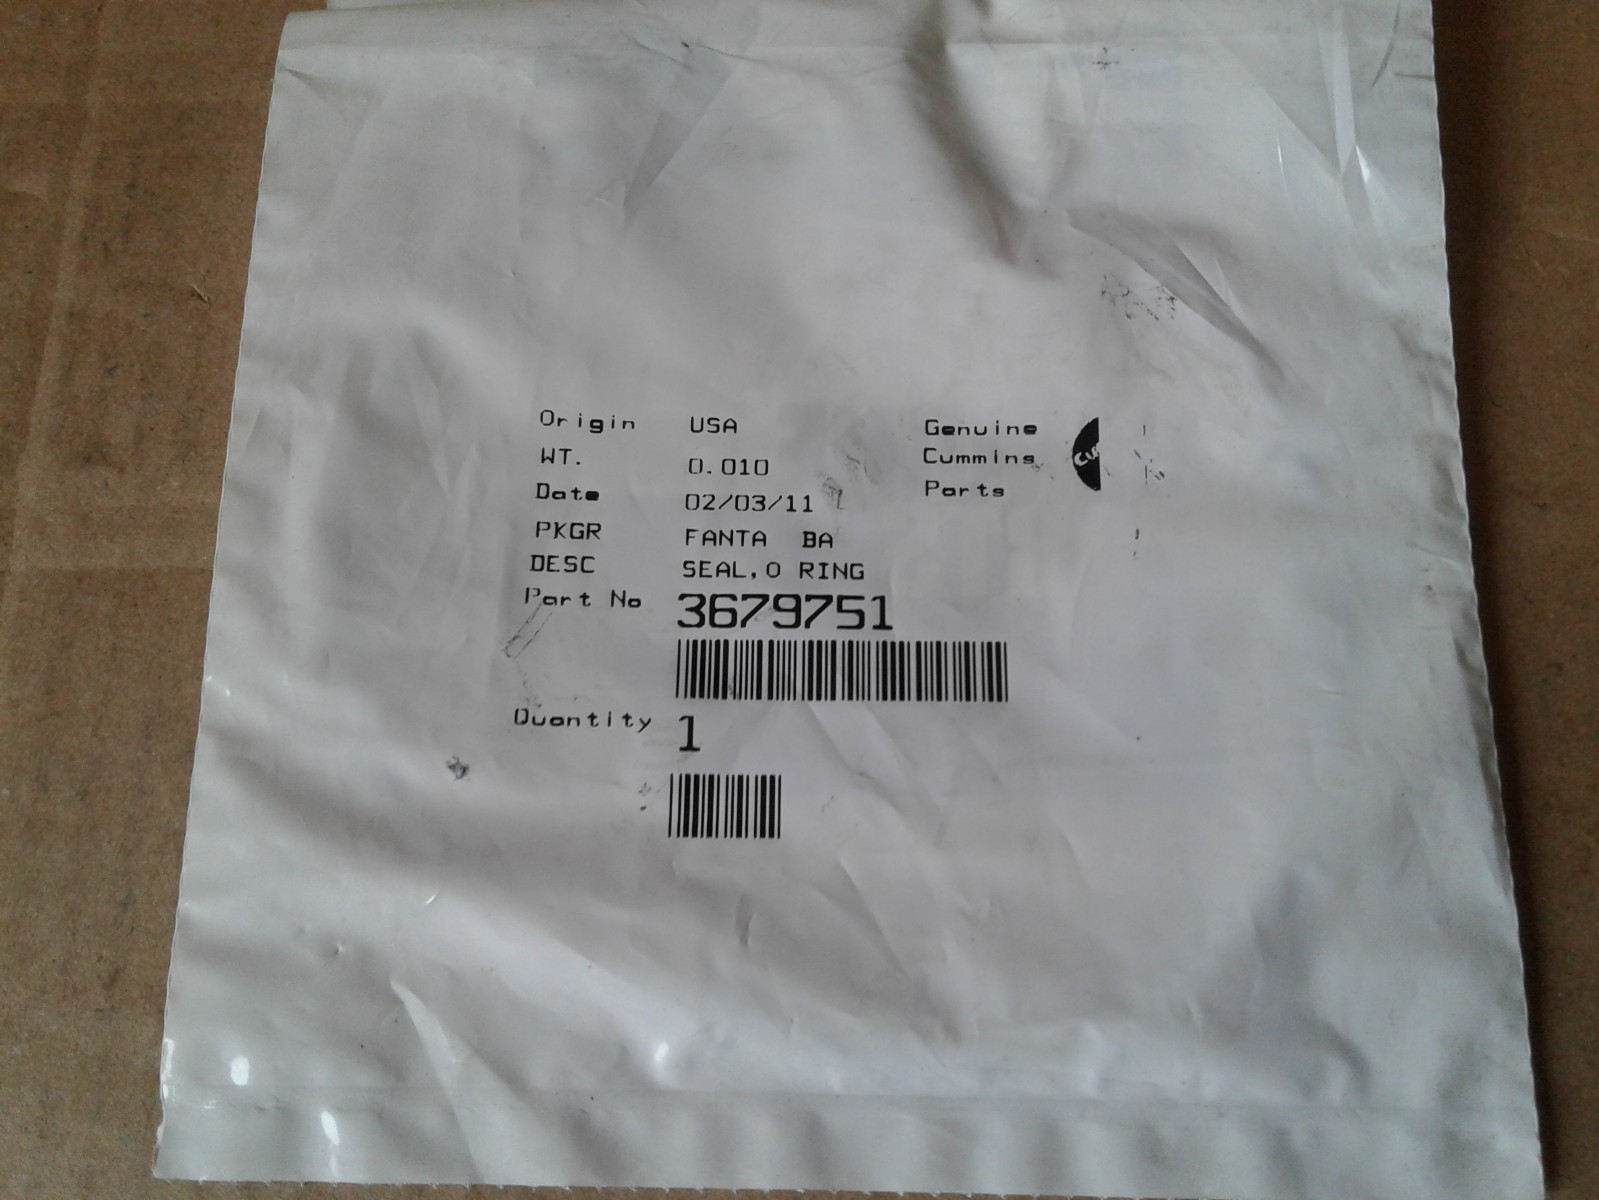 Origin USA
WT. 0.010
Date 02/03/11
PKGR FANTA BA
DESC SEAL,O RING
Part No 3679751
Quantity 1
Genuine
Cummins
Parts